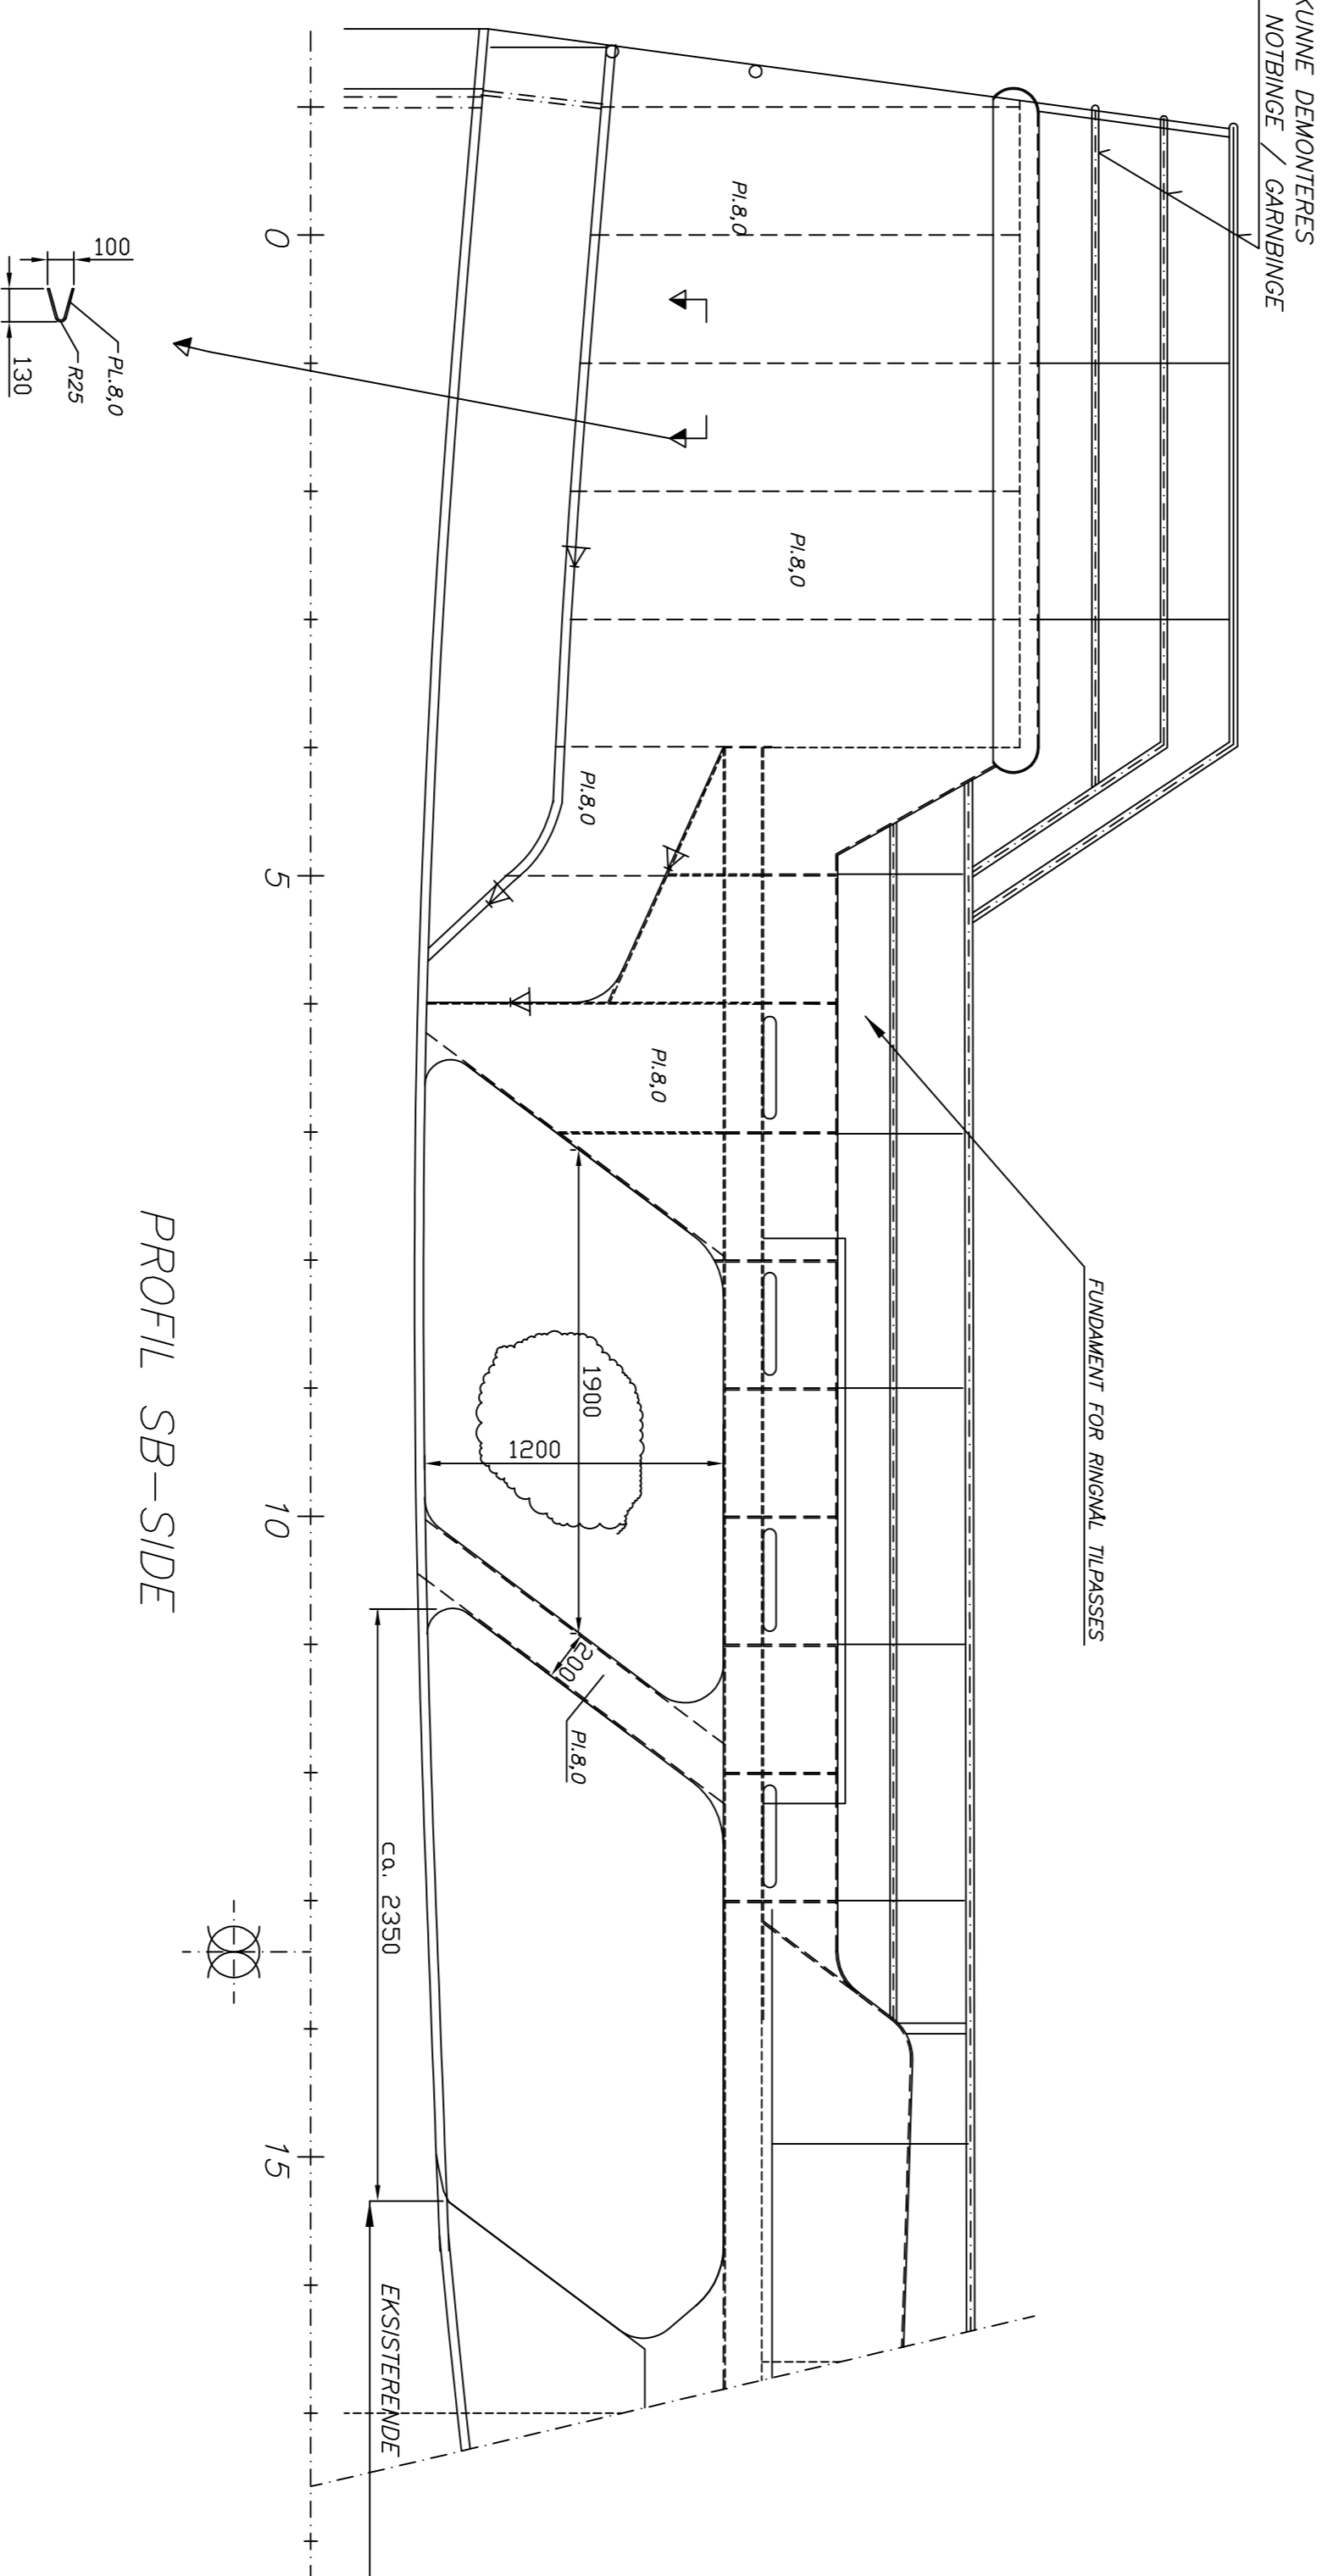 KUNNE DEMONTERES
NOTBINGE / GARNBINGE
Pl.8,0
Pl.8,0
Pl.8,0
Pl.8,0
FUNDAMENT FOR RINGNÅL TILPASSES
1900
1200
200
Pl.8,0
ca. 2350
EKSISTERENDE
0
5
10
15
100
PL.8,0
R25
130
PROFIL SB-SIDE